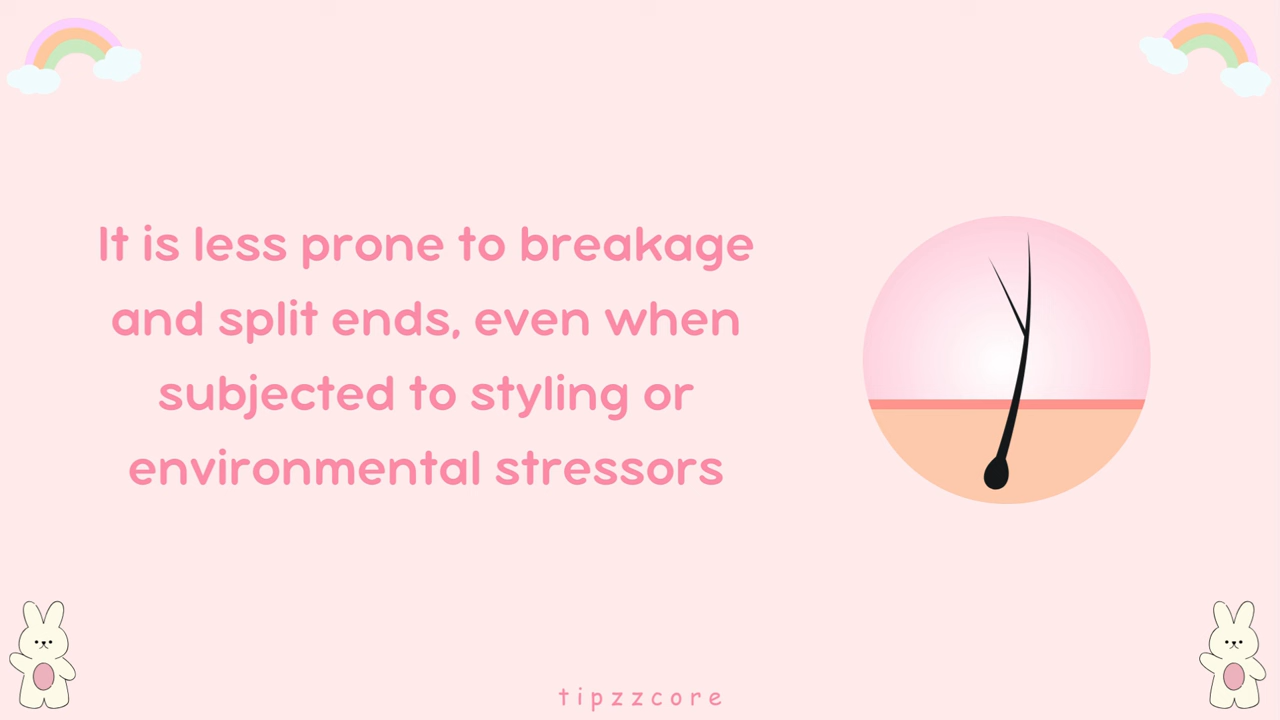 It is less prone to breakage
and split ends, even when
subjected to styling or
environmental stressors
tipzzcore